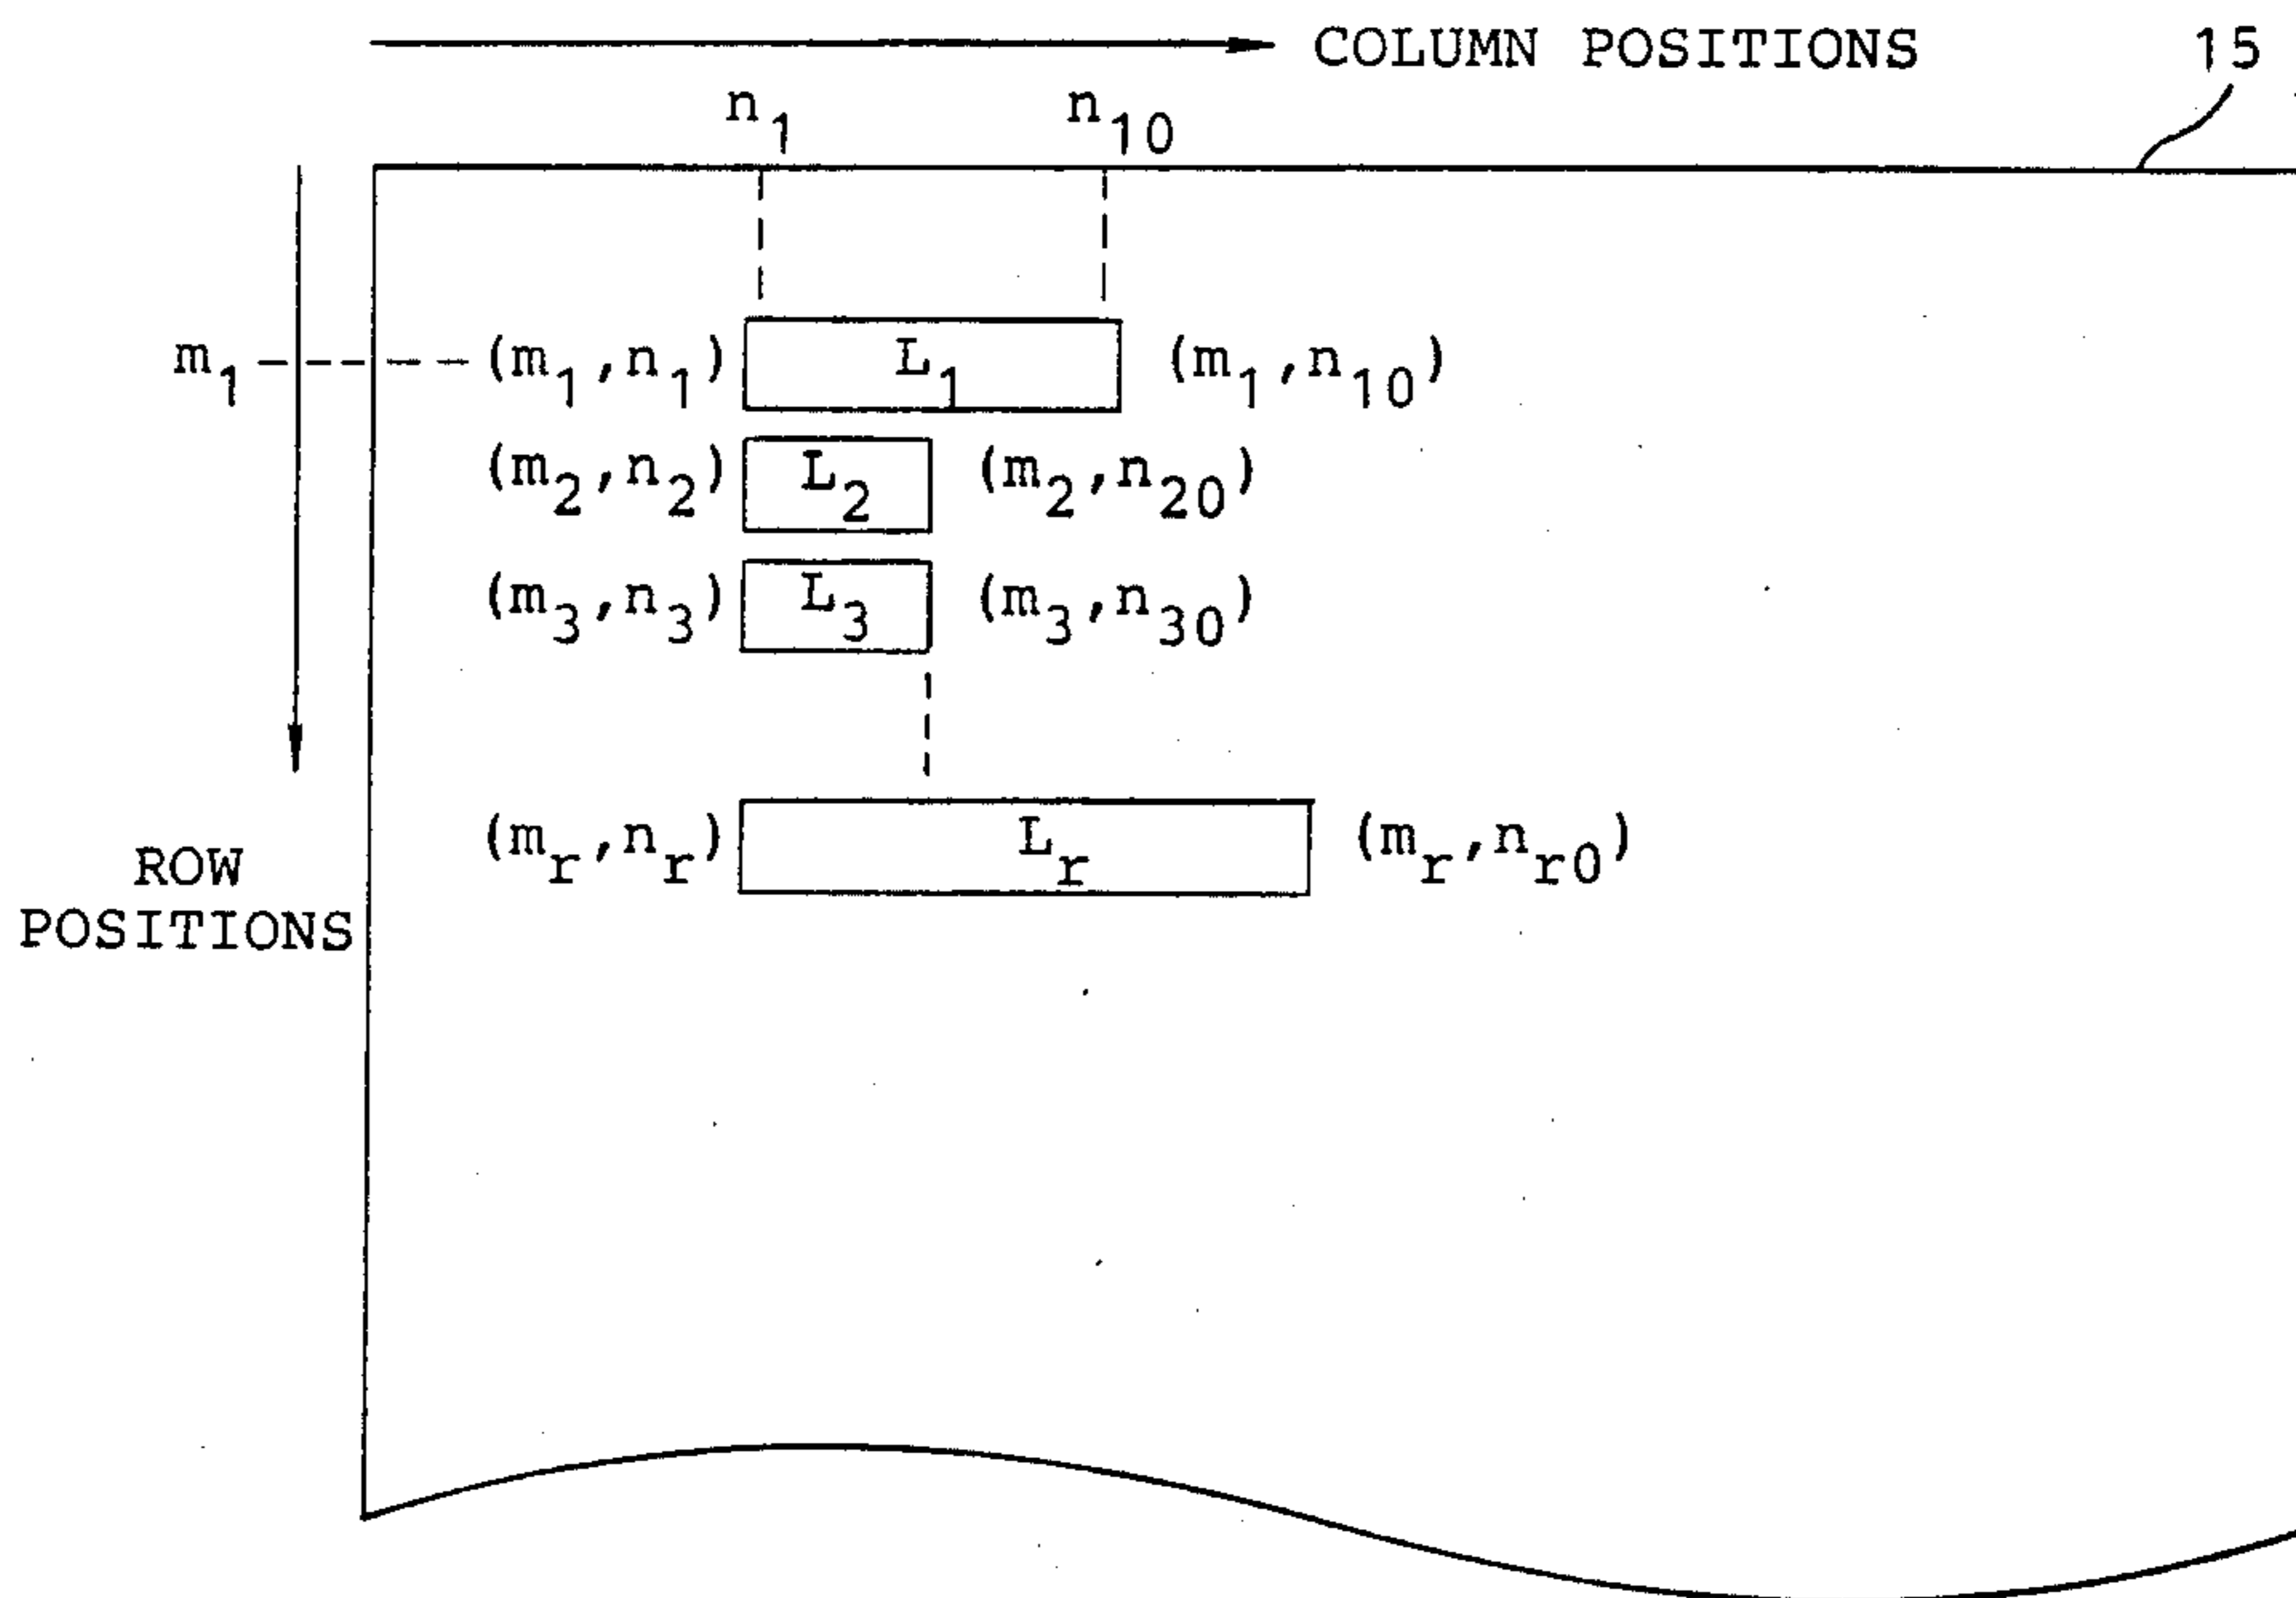 COLUMN POSITIONS 15
n₁ n₁₀
m₁ (m₁,n₁) L₁ (m₁,n₁₀)
(m₂,n₂) L₂ (m₂,n₂₀)
(m₃,n₃) L₃ (m₃,n₃₀)
(mᵣ,nᵣ) Lᵣ (mᵣ,nᵣ₀)
ROW
POSITIONS